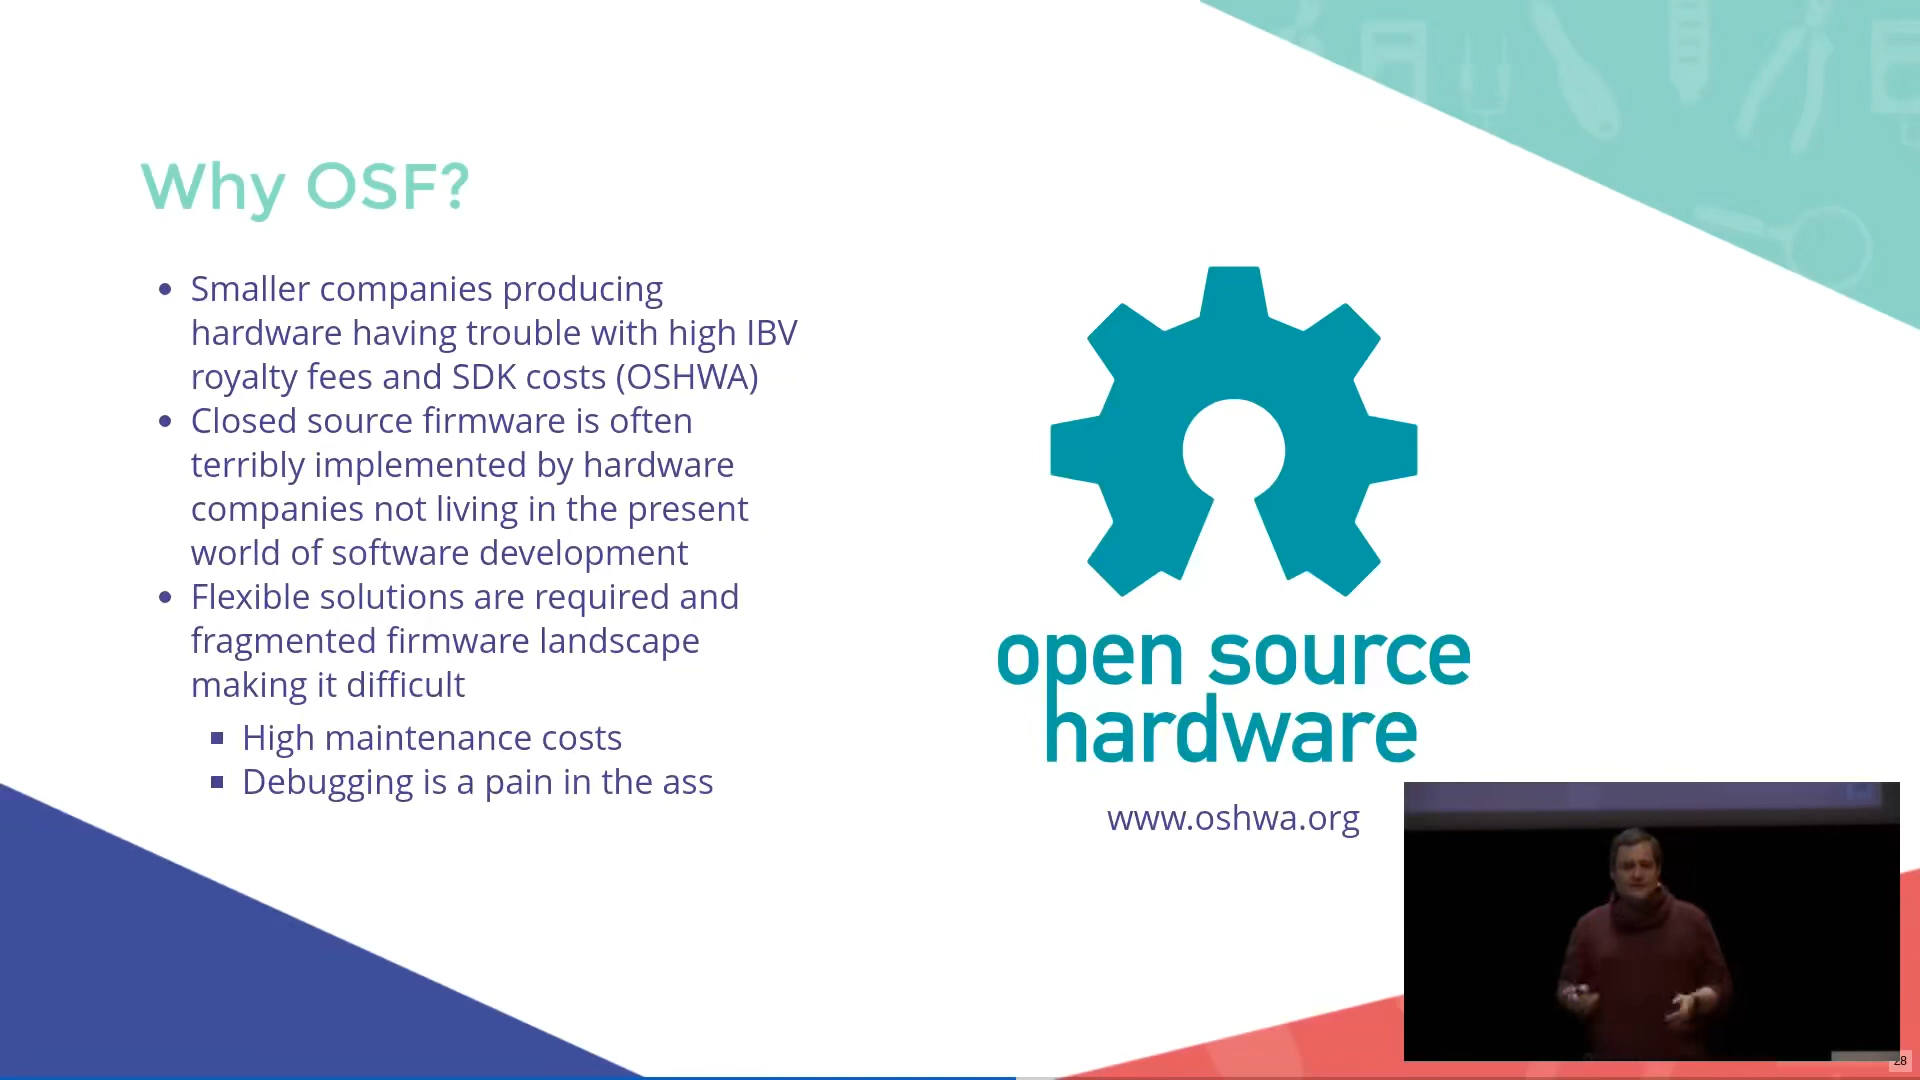 Why OSF?
Smaller companies producing
hardware having trouble with high IBV
royalty fees and SDK costs (OSHWA)
Closed source firmware is often
terribly implemented by hardware
companies not living in the present
world of software development
Flexible solutions are required and
fragmented firmware landscape
making it difficult
High maintenance costs
Debugging is a pain in the ass
open source
hardware
www.oshwa.org
28